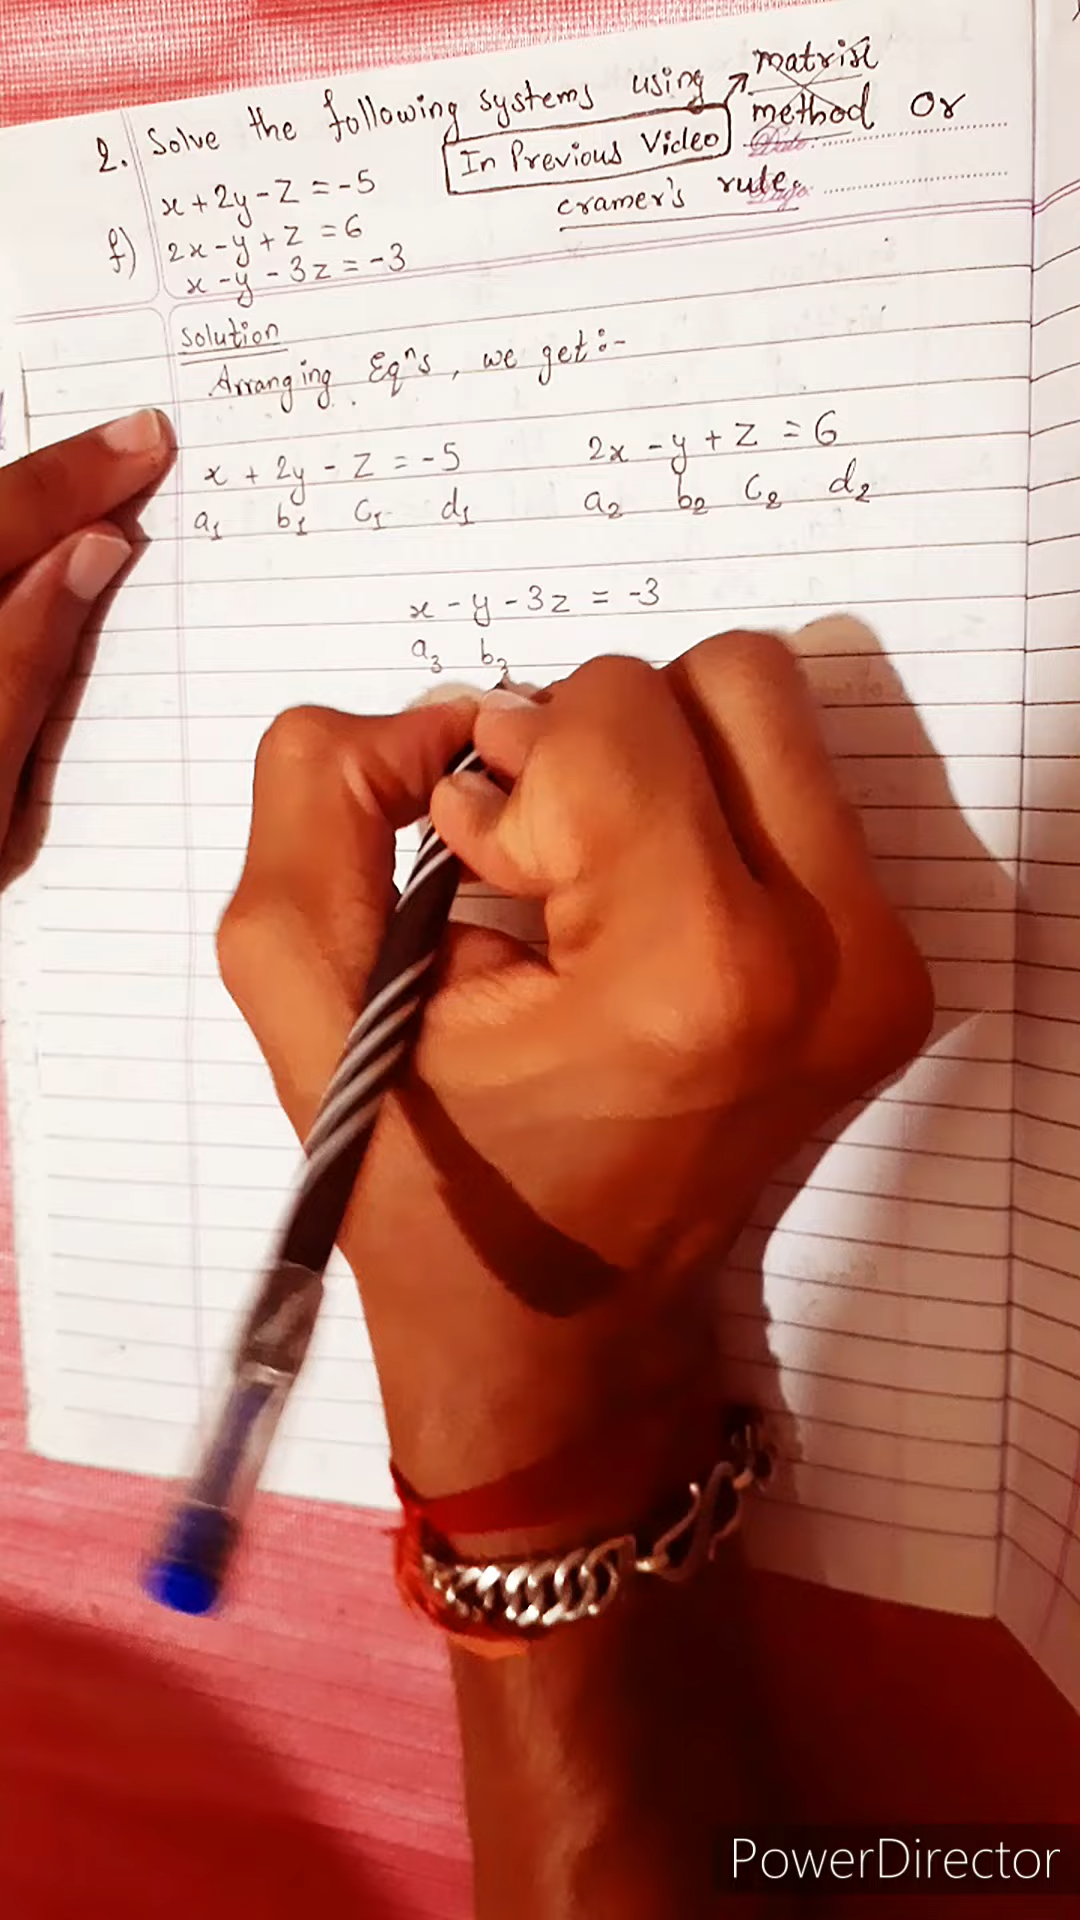 2. Solve the following systems using → matrix
In Previous Video method or
cramer's rule.
x + 2y - z = -5
f) 2x - y + z = 6
x - y - 3z = -3
Solution
Arranging Eqⁿs, we get :-
x + 2y - z = -5 2x - y + z = 6
a₁ b₁ c₁ d₁ a₂ b₂ c₂ d₂
x - y - 3z = -3
a₃ b₃
PowerDirector